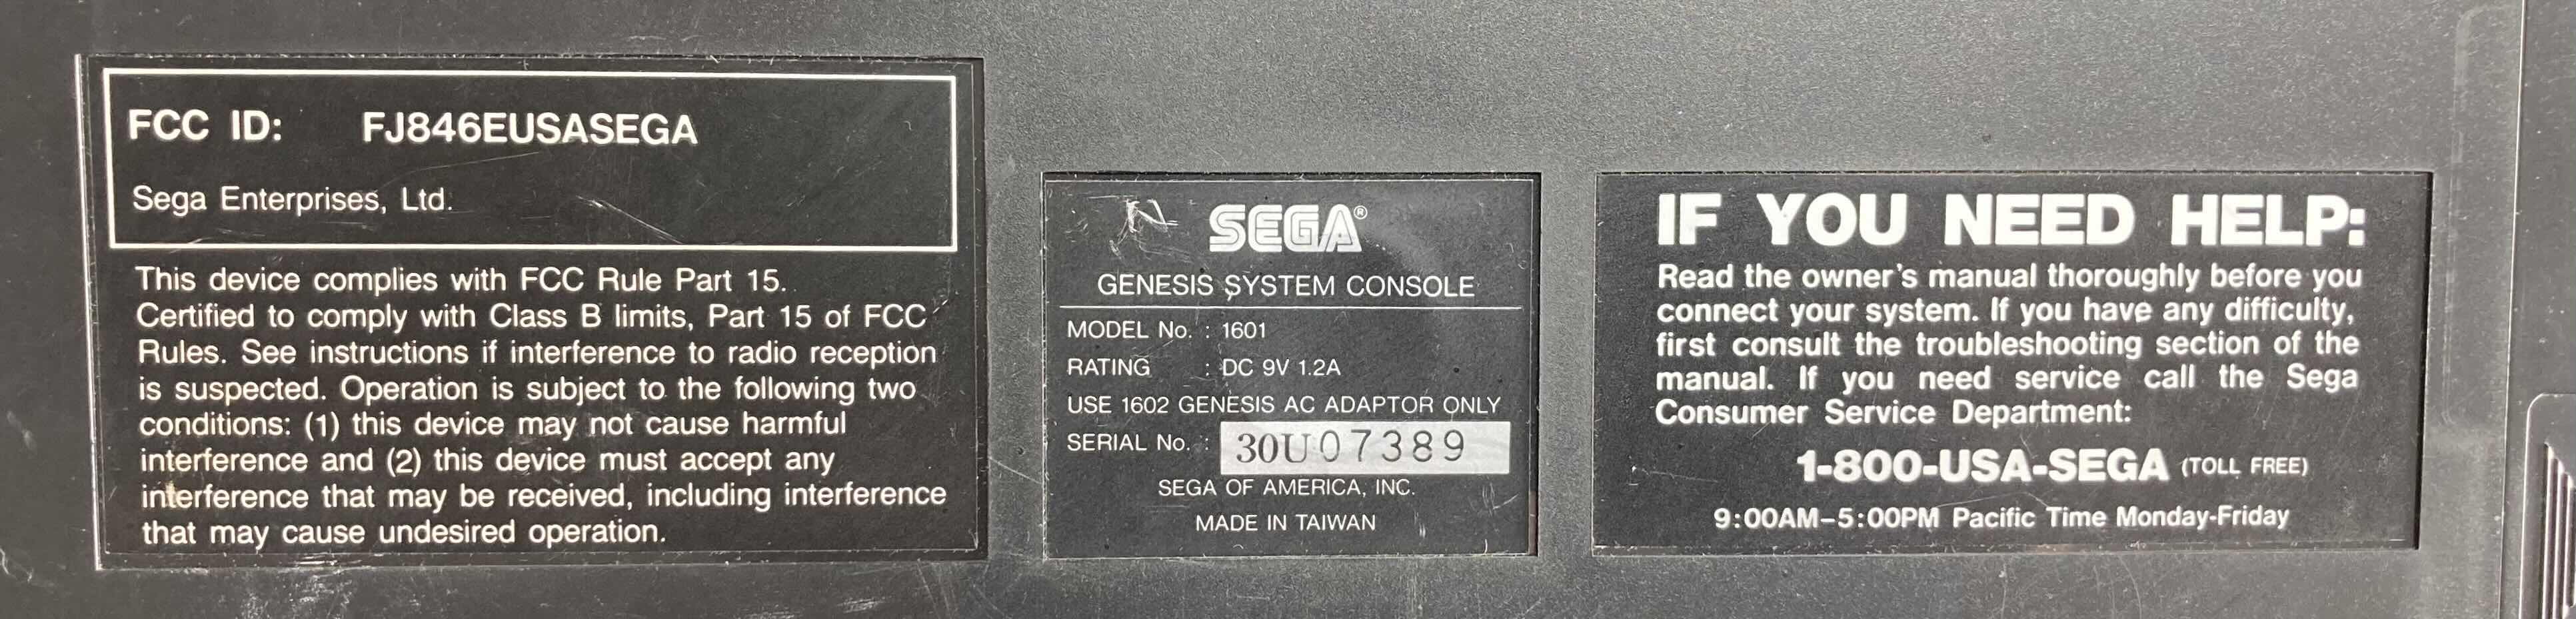 FCC ID: FJ846EUSASEGA
Sega Enterprises, Ltd.
This device complies with FCC Rule Part 15.
Certified to comply with Class B limits, Part 15 of FCC
Rules. See instructions if interference to radio reception
is suspected. Operation is subject to the following two
conditions: (1) this device may not cause harmful
interference and (2) this device must accept any
interference that may be received, including interference
that may cause undesired operation.
SEGA®
GENESIS SYSTEM CONSOLE
MODEL No. : 1601
RATING : DC 9V 1.2A
USE 1602 GENESIS AC ADAPTOR ONLY
SERIAL No. : 30U07389
SEGA OF AMERICA, INC.
MADE IN TAIWAN
IF YOU NEED HELP:
Read the owner's manual thoroughly before you
connect your system. If you have any difficulty,
first consult the troubleshooting section of the
manual. If you need service call the Sega
Consumer Service Department:
1-800-USA-SEGA (TOLL FREE)
9:00AM–5:00PM Pacific Time Monday-Friday